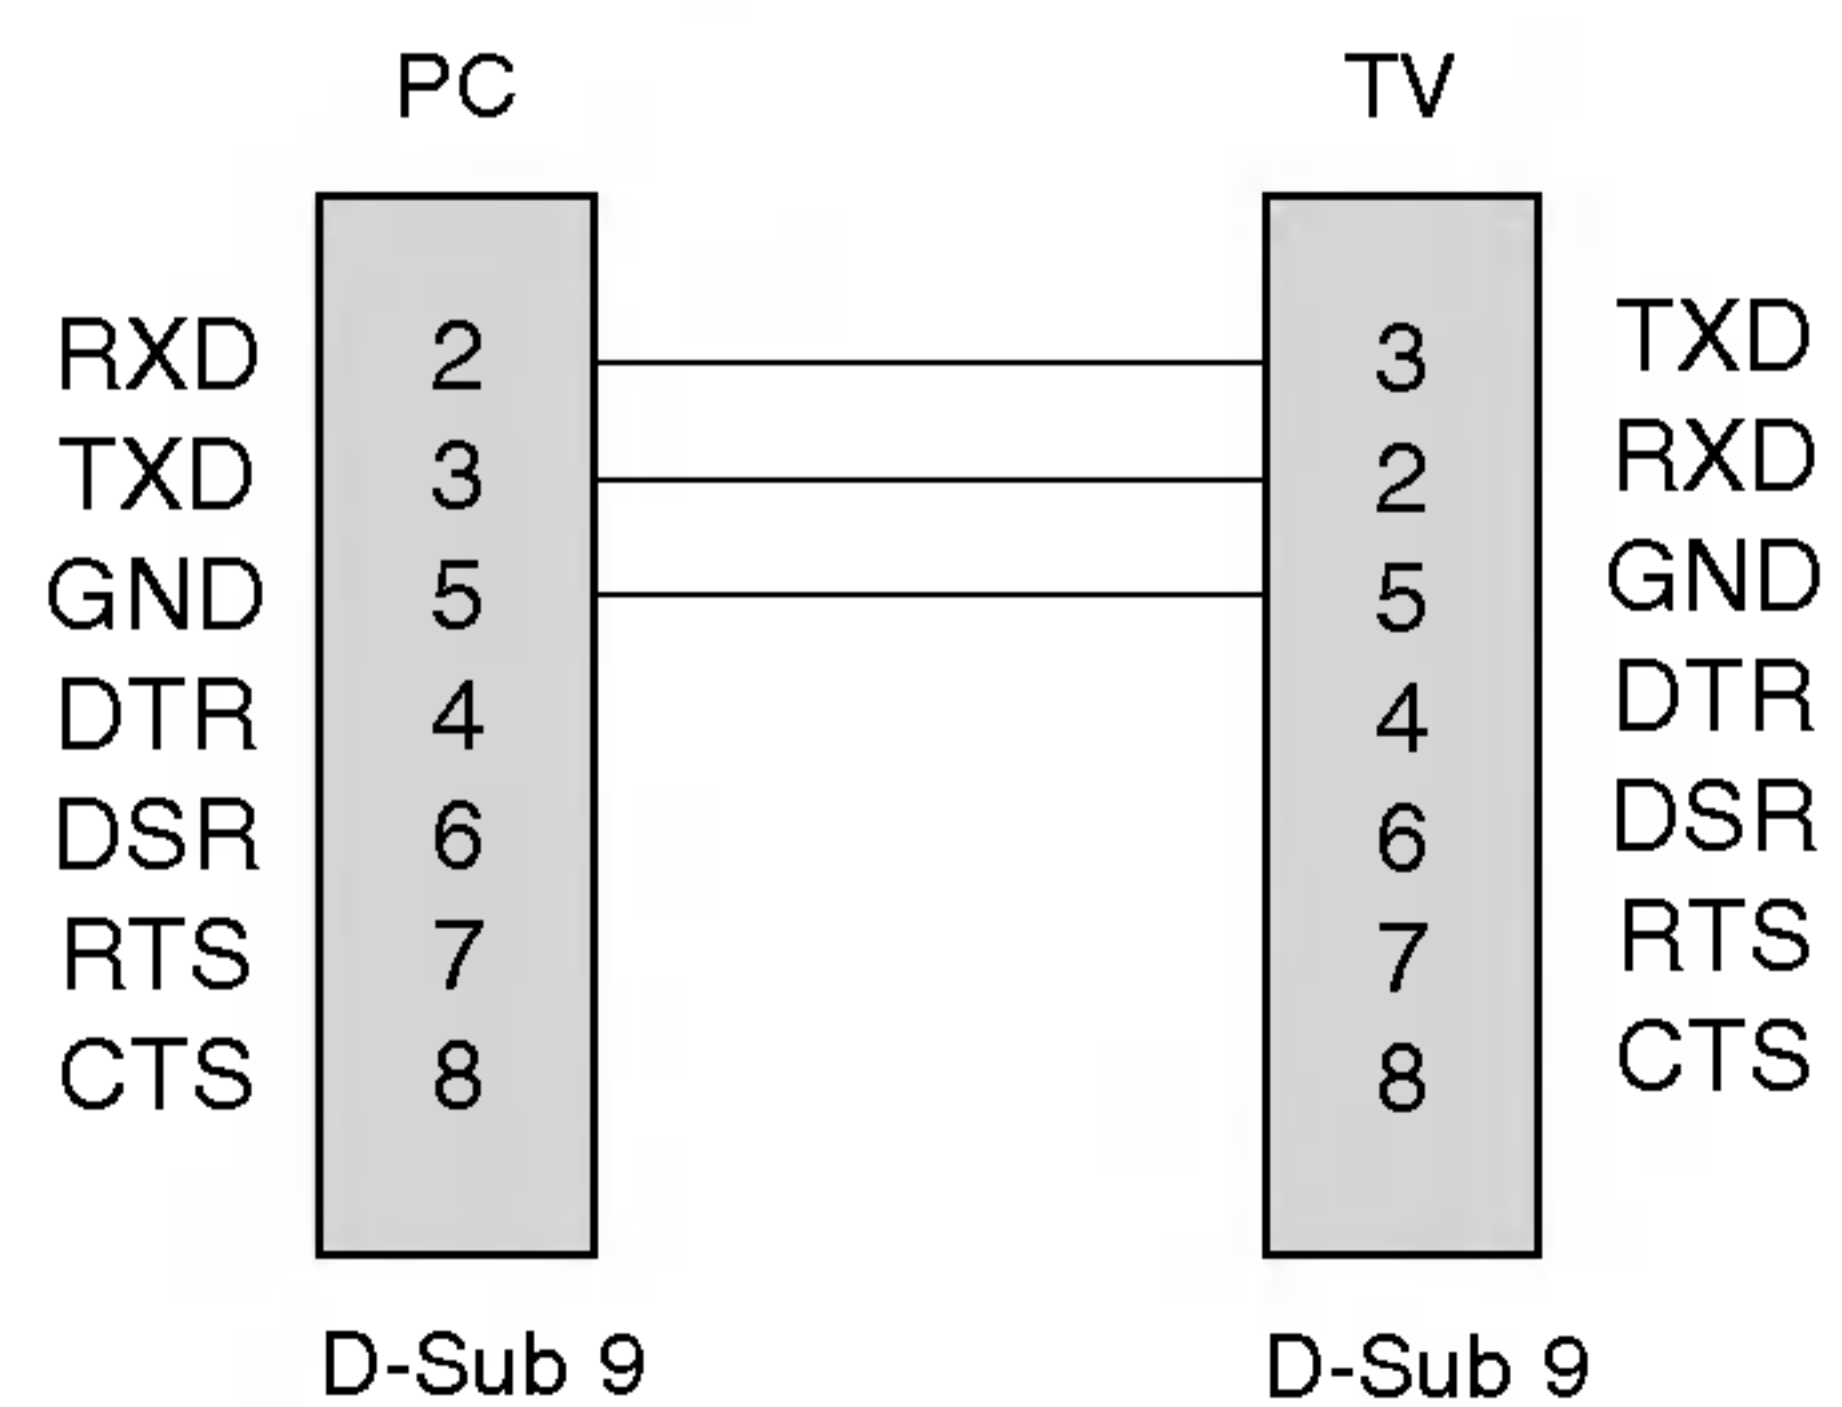 PC TV
RXD 2 3 TXD
TXD 3 2 RXD
GND 5 5 GND
DTR 4 4 DTR
DSR 6 6 DSR
RTS 7 7 RTS
CTS 8 8 CTS
D-Sub 9 D-Sub 9